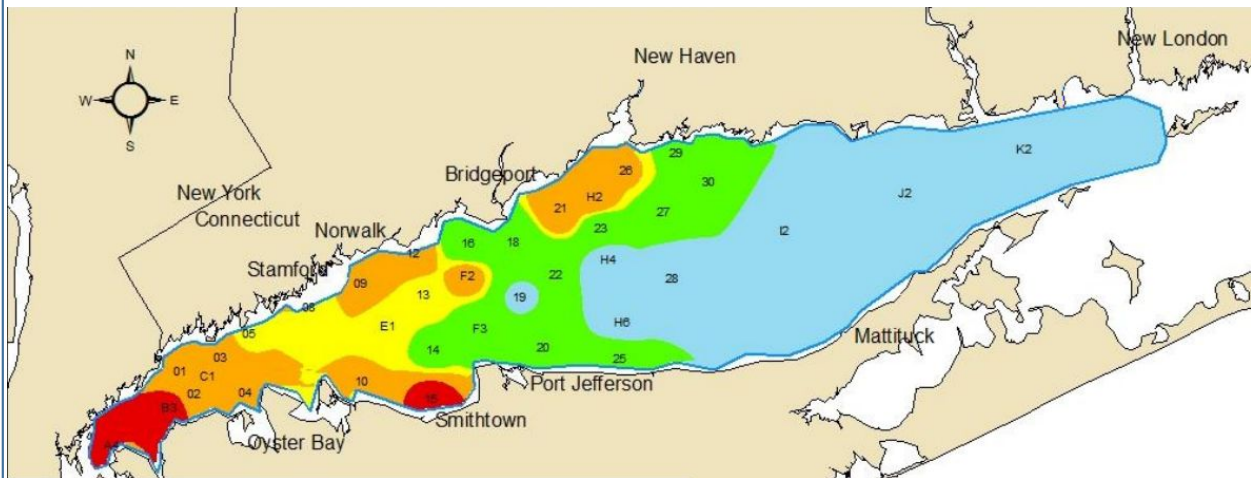 New London
New Haven
N
W E
S
29
K2
26
30
Bridgeport
H2
J2
New York
21
27
Connecticut
23
I2
Norwalk
16
18
12
H4
Stamford
F2
22
28
09
13
19
08
E1
H6
05
F3
Mattituck
14
20
03
25
01
C1
10
Port Jefferson
02
04
15
B3
Smithtown
Oyster Bay
A4